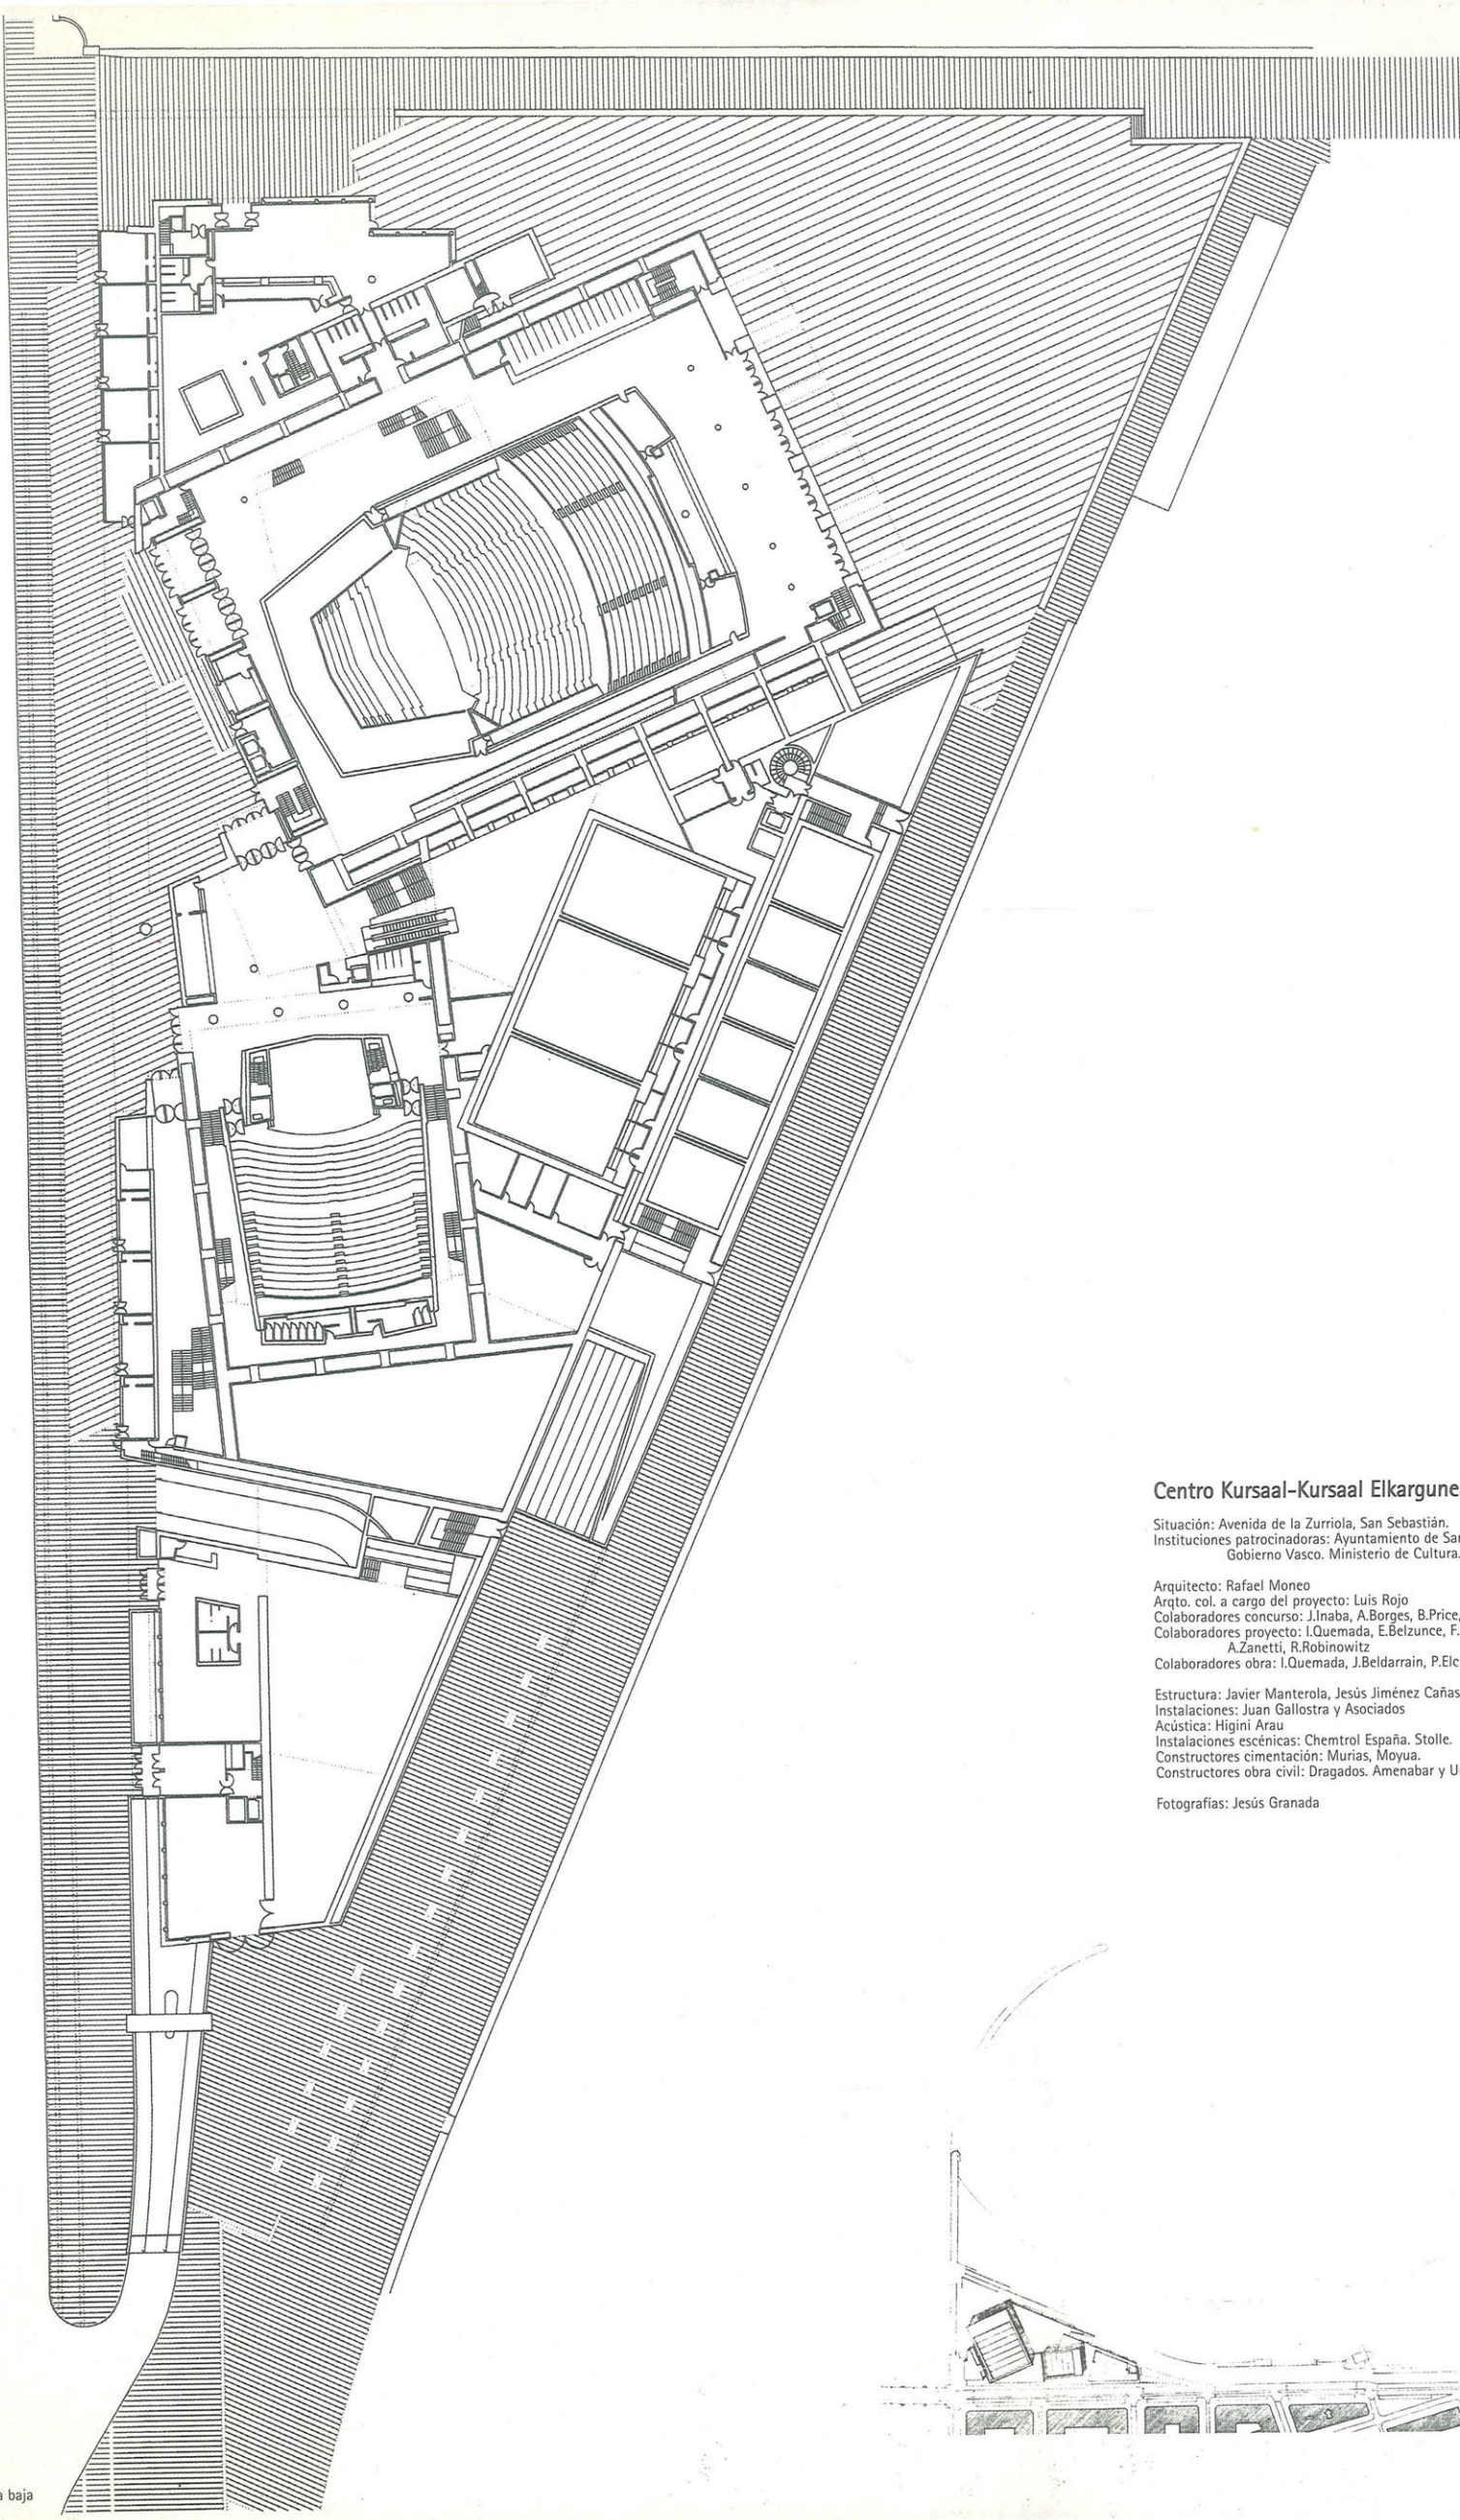 Centro Kursaal-Kursaal Elkargune
Situación: Avenida de la Zurriola, San Sebastián.
Instituciones patrocinadoras: Ayuntamiento de Sa
Gobierno Vasco. Ministerio de Cultura.
Arquitecto: Rafael Moneo
Arqto. col. a cargo del proyecto: Luis Rojo
Colaboradores concurso: J.Inaba, A.Borges, B.Price,
Colaboradores proyecto: I.Quemada, E.Belzunce, F.
A.Zanetti, R.Robinowitz
Colaboradores obra: I.Quemada, J.Beldarrain, P.Elc
Estructura: Javier Manterola, Jesús Jiménez Cañas
Instalaciones: Juan Gallostra y Asociados
Acústica: Higini Arau
Instalaciones escénicas: Chemtrol España. Stolle.
Constructores cimentación: Murias, Moyua.
Constructores obra civil: Dragados. Amenabar y U
Fotografías: Jesús Granada
a baja